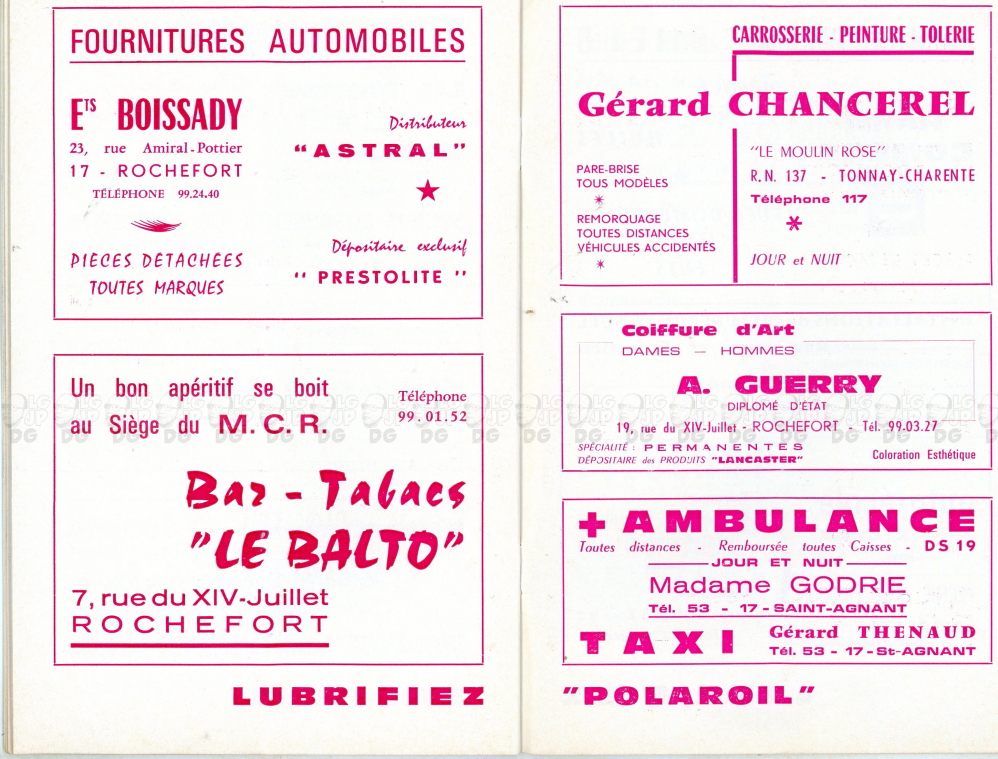 FOURNITURES AUTOMOBILES
Ets BOISSADY
23, rue Amiral-Pottier
17 - ROCHEFORT
TÉLÉPHONE 99.24.40
PIÈCES DÉTACHÉES
TOUTES MARQUES
Distributeur
"ASTRAL"
Dépositaire exclusif
"PRESTOLITE"
Un bon apéritif se boit
au Siège du M.C.R.
Téléphone
99.01.52
Bar - Tabacs
"LE BALTO"
7, rue du XIV-Juillet
ROCHEFORT
LUBRIFIEZ
CARROSSERIE - PEINTURE - TOLERIE
Gérard CHANCEREL
PARE-BRISE
TOUS MODÈLES
REMORQUAGE
TOUTES DISTANCES
VÉHICULES ACCIDENTÉS
"LE MOULIN ROSE"
R.N. 137 - TONNAY-CHARENTE
Téléphone 117
JOUR et NUIT
Coiffure d'Art
DAMES — HOMMES
A. GUERRY
DIPLOMÉ D'ÉTAT
19, rue du XIV-Juillet - ROCHEFORT - Tél. 99.03.27
SPÉCIALITÉ : PERMANENTES
DÉPOSITAIRE des PRODUITS "LANCASTER"
Coloration Esthétique
+ AMBULANCE
Toutes distances - Remboursée toutes Caisses - DS 19
JOUR ET NUIT
Madame GODRIE
Tél. 53 - 17 - SAINT-AGNANT
TAXI
Gérard THENAUD
Tél. 53 - 17 - St-AGNANT
"POLAROIL"